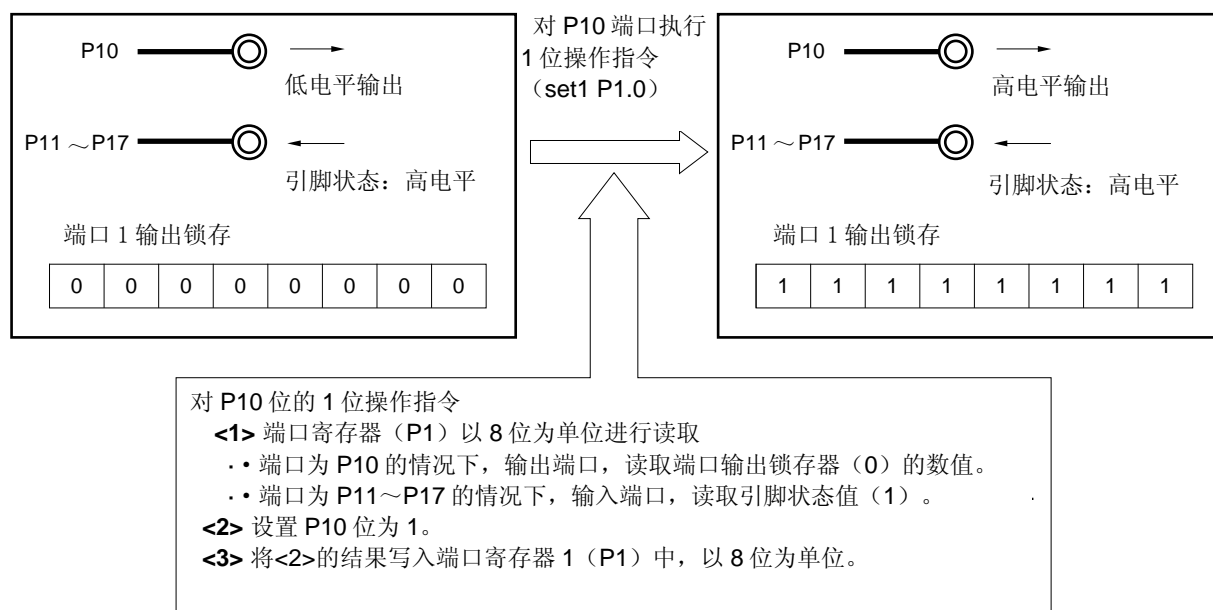 P10
低电平输出
P11 ～P17
引脚状态：高电平
端口 1 输出锁存
0 0 0 0 0 0 0 0
对 P10 端口执行
1 位操作指令
（set1 P1.0）
P10
高电平输出
P11 ～P17
引脚状态：高电平
端口 1 输出锁存
1 1 1 1 1 1 1 1
对 P10 位的 1 位操作指令
<1> 端口寄存器（P1）以 8 位为单位进行读取
· • 端口为 P10 的情况下，输出端口，读取端口输出锁存器（0）的数值。
· • 端口为 P11～P17 的情况下，输入端口，读取引脚状态值（1）。
<2> 设置 P10 位为 1。
<3> 将<2>的结果写入端口寄存器 1（P1）中，以 8 位为单位。